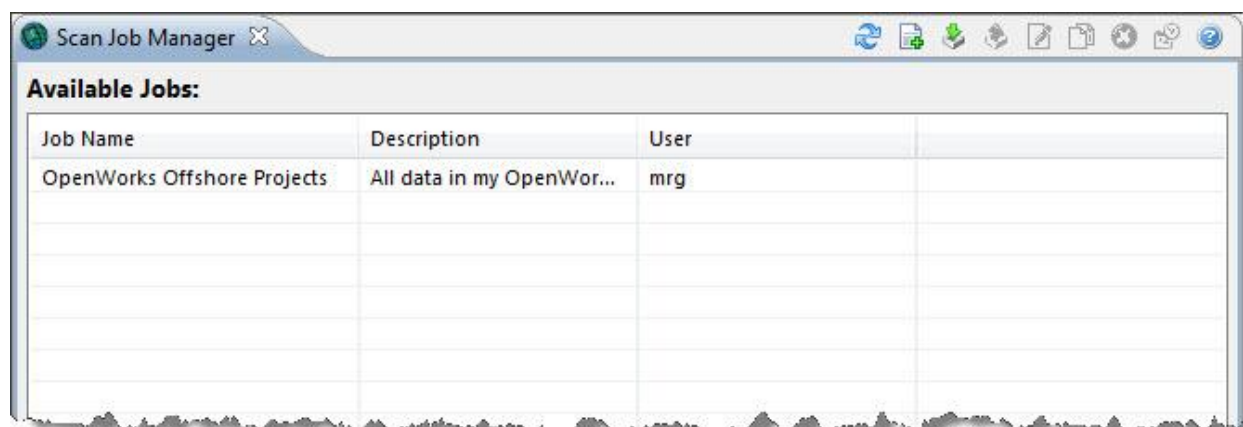 Scan Job Manager
Available Jobs:
Job Name Description User
OpenWorks Offshore Projects All data in my OpenWor... mrg